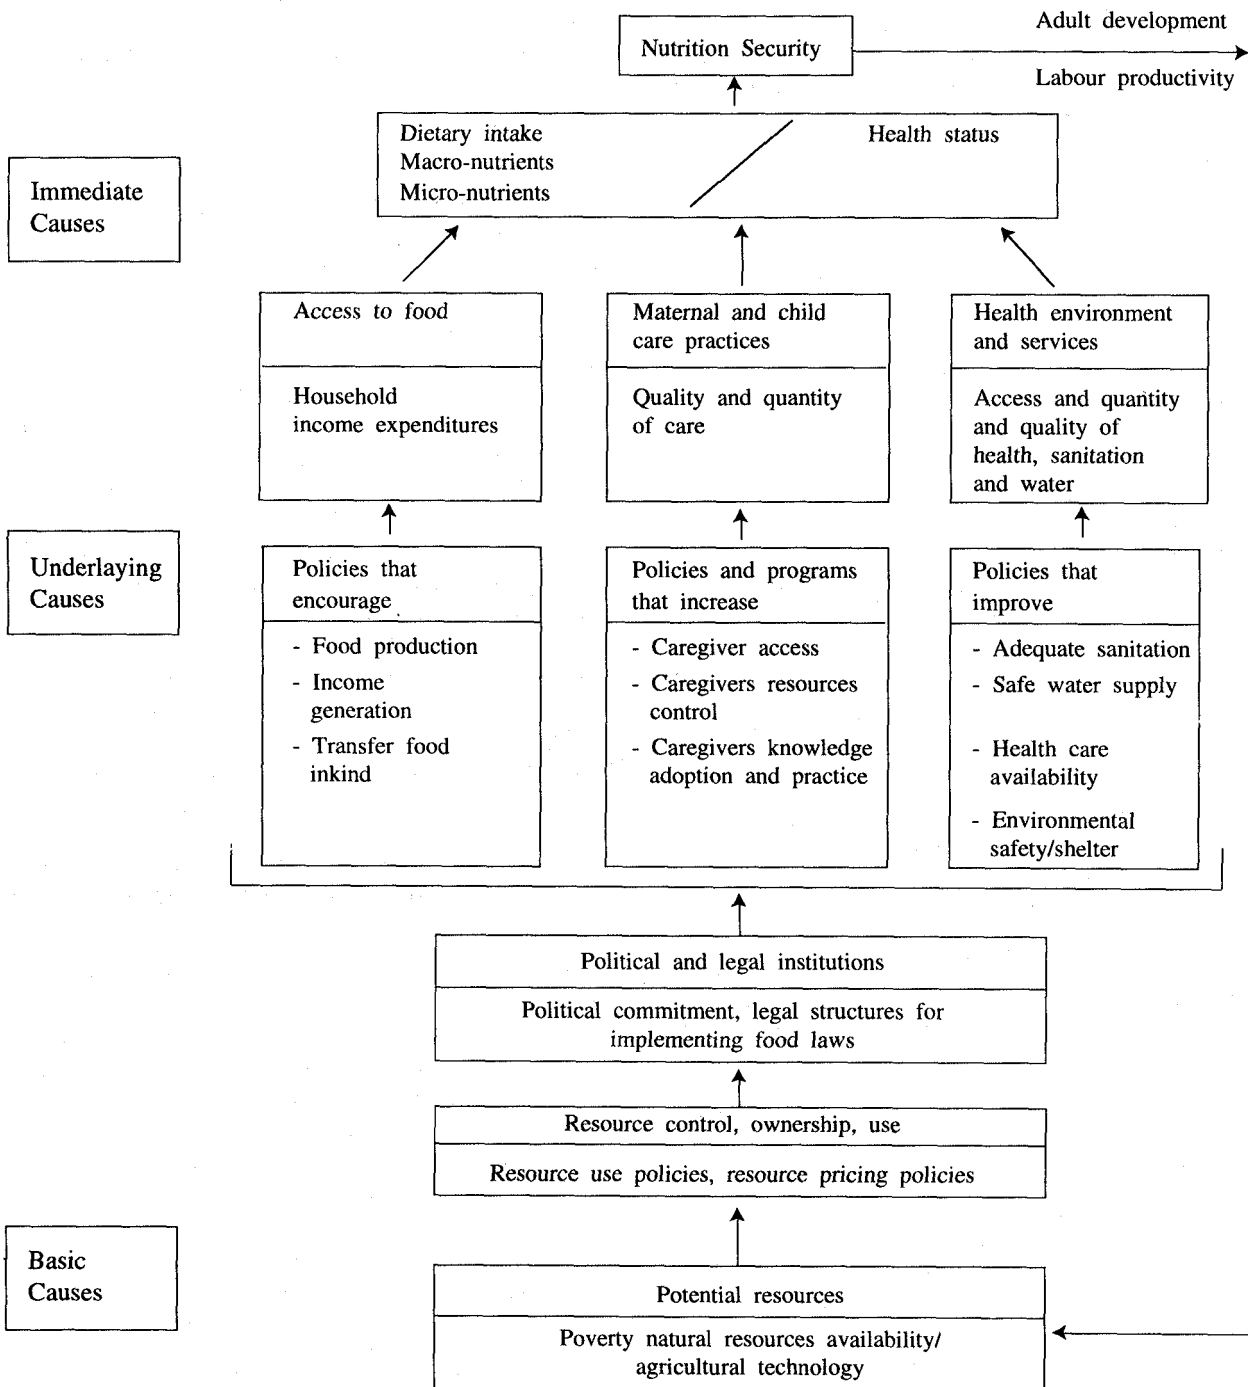 Adult development
Nutrition Security
Labour productivity
Dietary intake
Macro-nutrients
Micro-nutrients
Health status
Immediate
Causes
Access to food
Household
income expenditures
Maternal and child
care practices
Quality and quantity
of care
Health environment
and services
Access and quantity
and quality of
health, sanitation
and water
Underlaying
Causes
Policies that
encourage
- Food production
- Income
generation
- Transfer food
inkind
Policies and programs
that increase
- Caregiver access
- Caregivers resources
control
- Caregivers knowledge
adoption and practice
Policies that
improve
- Adequate sanitation
- Safe water supply
- Health care
availability
- Environmental
safety/shelter
Political and legal institutions
Political commitment, legal structures for
implementing food laws
Resource control, ownership, use
Resource use policies, resource pricing policies
Basic
Causes
Potential resources
Poverty natural resources availability/
agricultural technology